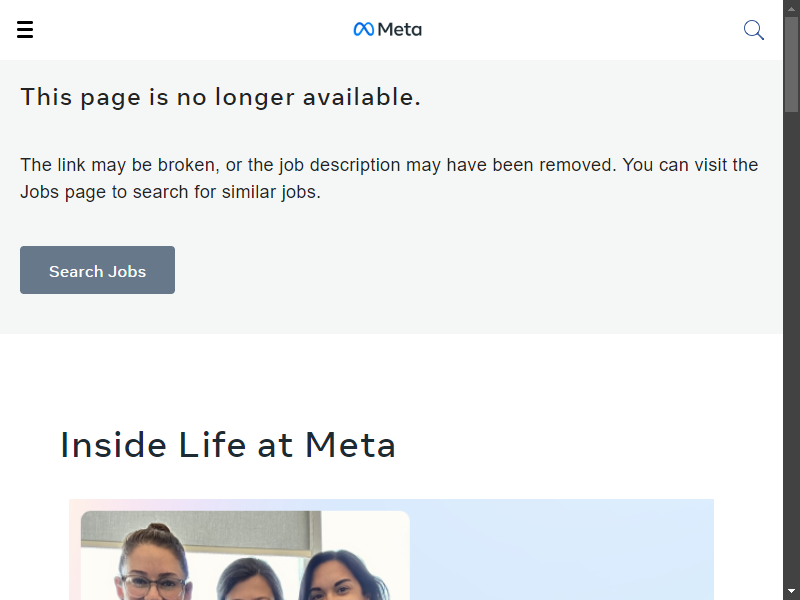 Meta
This page is no longer available.
The link may be broken, or the job description may have been removed. You can visit the
Jobs page to search for similar jobs.
Search Jobs
Inside Life at Meta